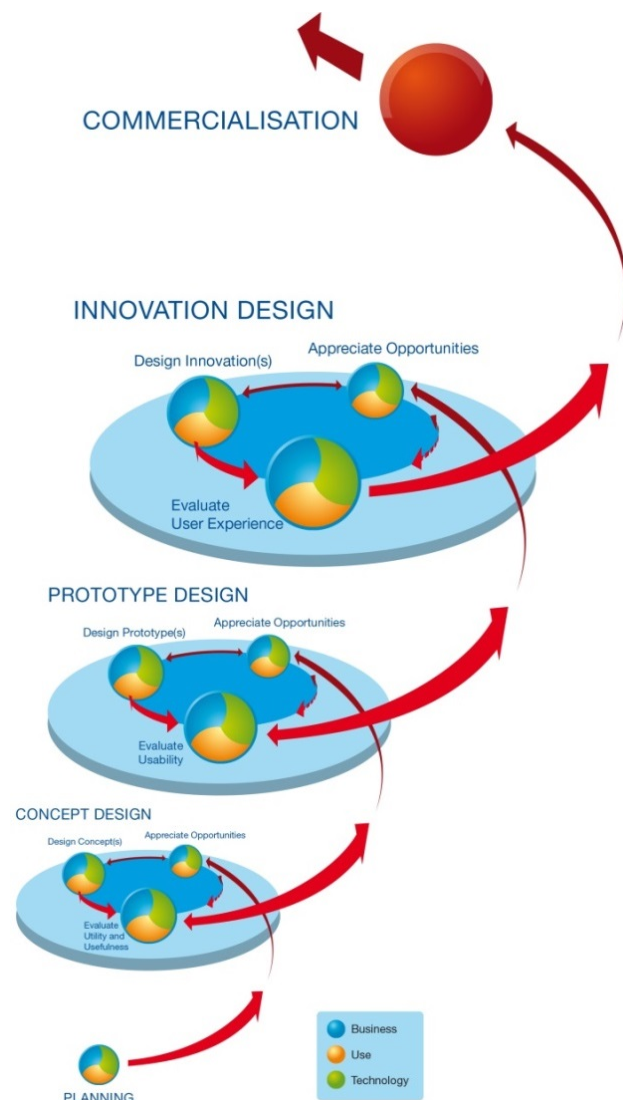 COMMERCIALISATION
INNOVATION DESIGN
Design Innovation(s)
Appreciate Opportunities
Evaluate
User Experience
PROTOTYPE DESIGN
Design Prototype(s)
Appreciate Opportunities
Evaluate
Usability
CONCEPT DESIGN
Design Concept(s)
Appreciate Opportunities
Evaluate
Utility and
Usefulness
Business
Use
Technology
PLANNING